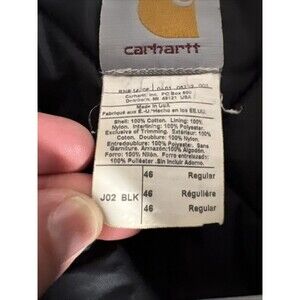 carhartt
Carhartt, Inc. PO Box 600
Dearborn, MI 48121 USA
Made in USA
Fabriqué aux E-U/ Hecho en los EE.UU.
Shell: 100% Cotton. Lining: 100%
Nylon. Interlining: 100% Polyester.
Exclusive of Trimming. Extérieur: 100%
Coton. Doublure: 100% Nylon.
Entredoublure: 100% Polyester. Sans
Garniture. Armazón: 100% Algodón.
Forro: 100% Nilón. Forro Entremedio:
100% Poliéster. Sin Incluir Adorno.
46 Regular
J02 BLK 46 Régulière
46 Regular